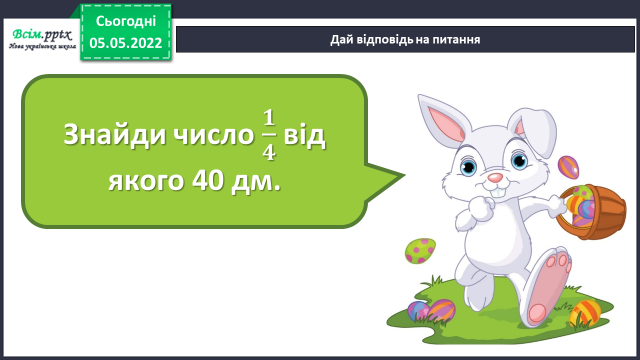 Всім.pptx
Нова українська школа
Сьогодні
05.05.2022
Дай відповідь на питання
Знайди число 1/4 від
якого 40 дм.